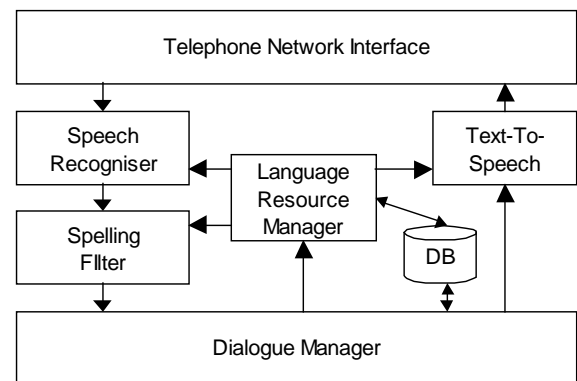 Telephone Network Interface
Speech
Recogniser
Text-To-
Speech
Language
Resource
Manager
Spelling
FIlter
DB
Dialogue Manager